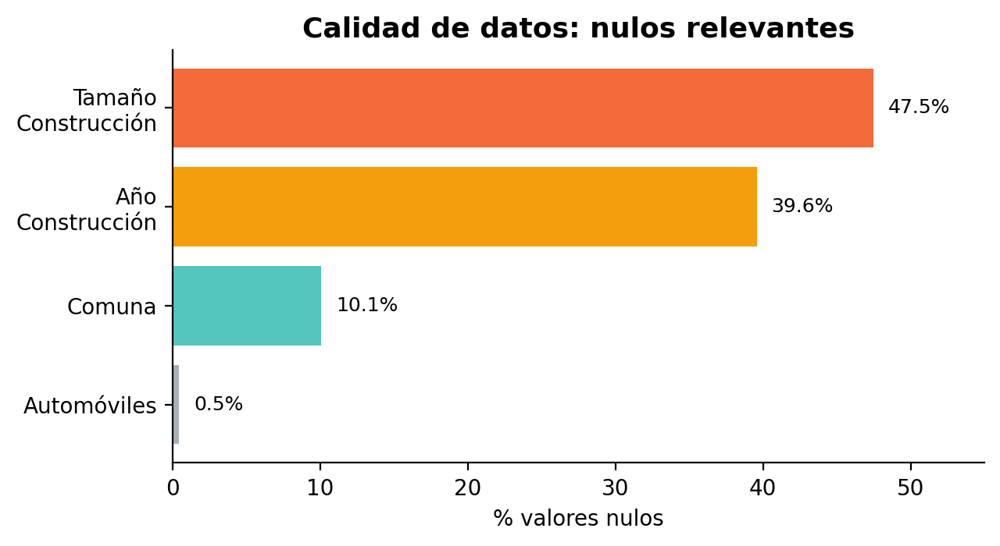 Calidad de datos: nulos relevantes
Tamaño
Construcción
47.5%
Año
Construcción
39.6%
Comuna
10.1%
Automóviles
0.5%
0 10 20 30 40 50
% valores nulos